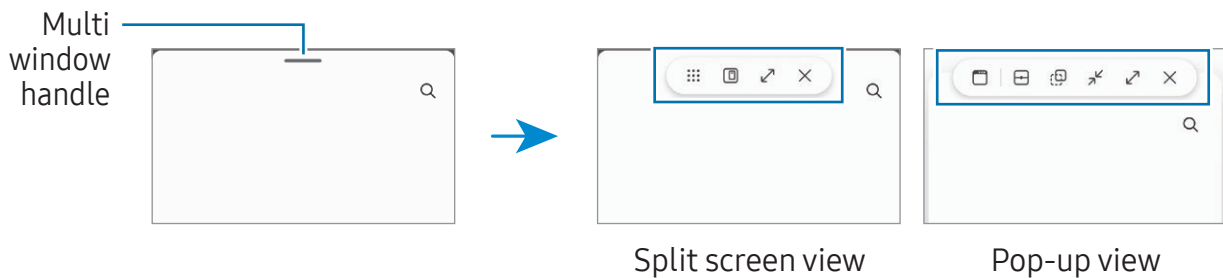 Multi
window
handle
Split screen view
Pop-up view